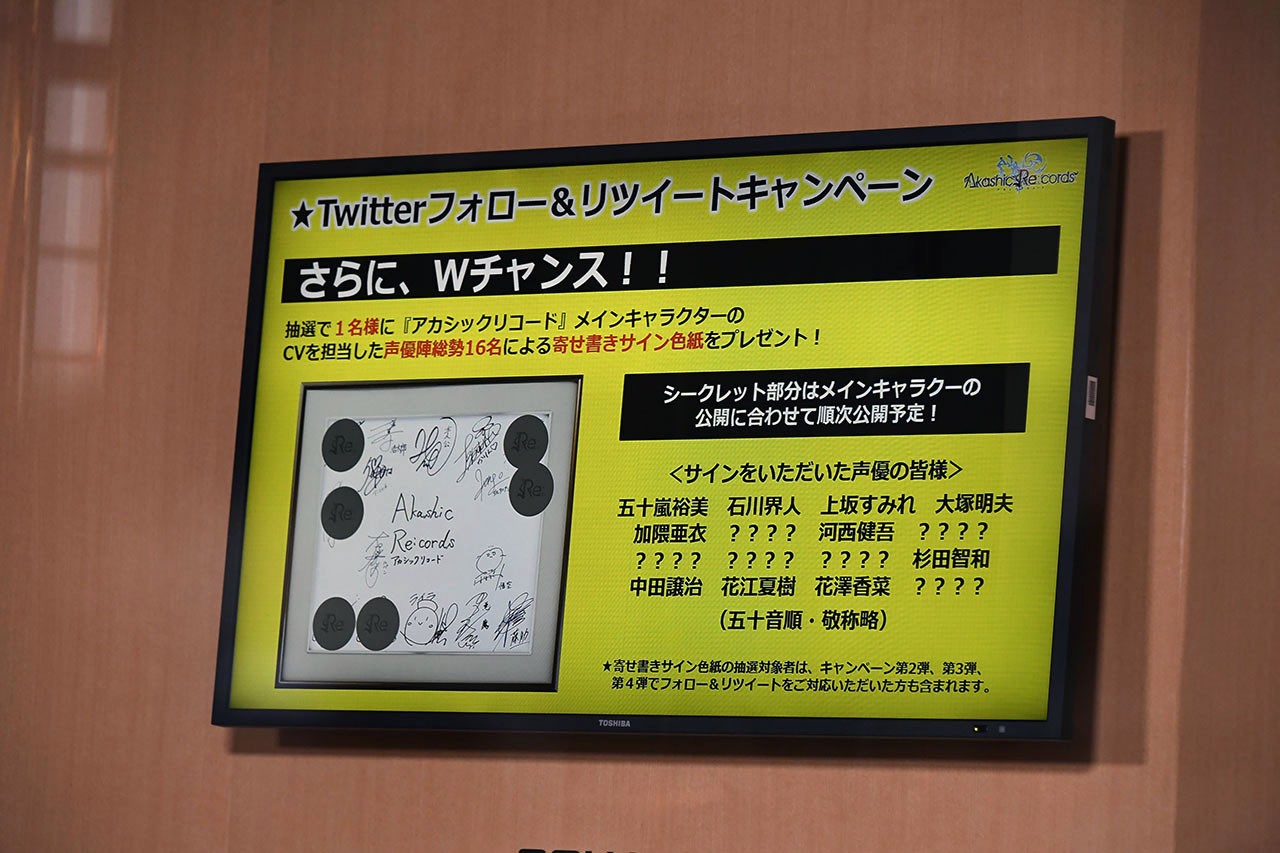 Akashic Re:cords
★Twitterフォロー＆リツイートキャンペーン
さらに、Wチャンス！！
抽選で１名様に『アカシックリコード』メインキャラクターの
CVを担当した声優陣総勢16名による寄せ書きサイン色紙をプレゼント！
シークレット部分はメインキャラクーの
公開に合わせて順次公開予定！
Re:
Re:
Re:
Re:
Akashic
Re:cords
アカシックリコード
Re:
Re:
＜サインをいただいた声優の皆様＞
五十嵐裕美　石川界人　上坂すみれ　大塚明夫
加隈亜衣　？？？？　河西健吾　？？？？
？？？？　？？？？　？？？？　杉田智和
中田譲治　花江夏樹　花澤香菜　？？？？
（五十音順・敬称略）
★寄せ書きサイン色紙の抽選対象者は、キャンペーン第2弾、第3弾、
第４弾でフォロー＆リツイートをご対応いただいた方も含まれます。
TOSHIBA